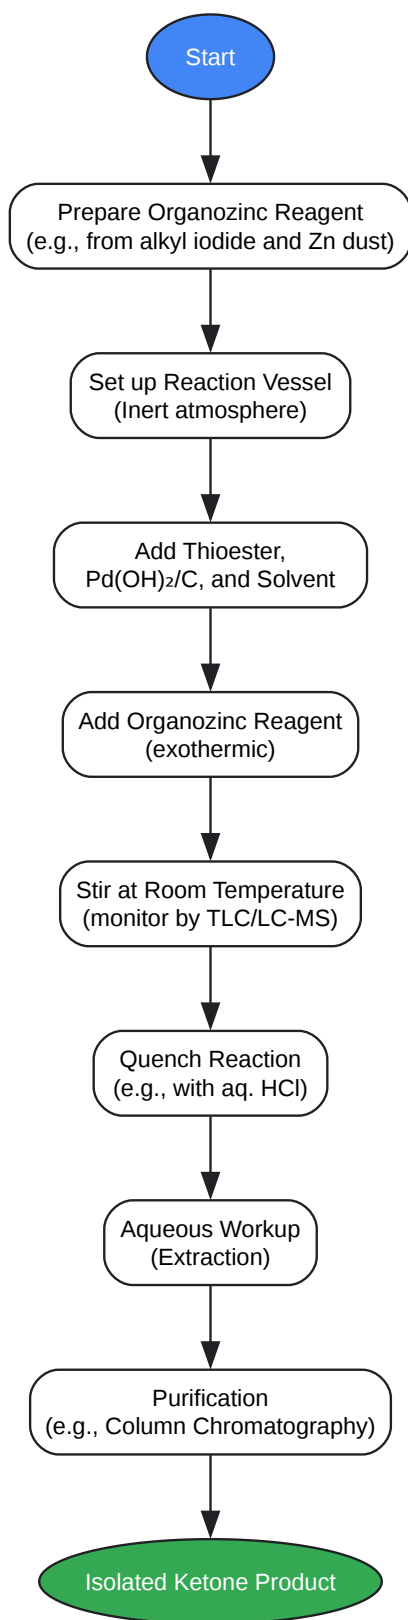 Start
Prepare Organozinc Reagent
(e.g., from alkyl iodide and Zn dust)
Set up Reaction Vessel
(Inert atmosphere)
Add Thioester,
Pd(OH)₂/C, and Solvent
Add Organozinc Reagent
(exothermic)
Stir at Room Temperature
(monitor by TLC/LC-MS)
Quench Reaction
(e.g., with aq. HCl)
Aqueous Workup
(Extraction)
Purification
(e.g., Column Chromatography)
Isolated Ketone Product